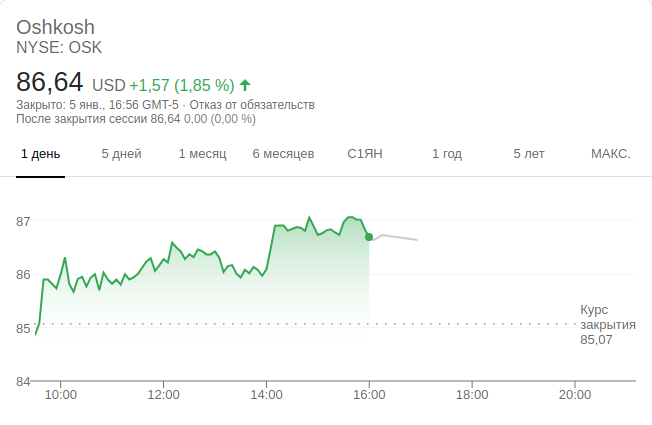 Oshkosh
NYSE: OSK
86,64 USD +1,57 (1,85 %)
Закрыто: 5 янв., 16:56 GMT-5 · Отказ от обязательств
После закрытия сессии 86,64 0,00 (0,00 %)
1 день 5 дней 1 месяц 6 месяцев С1ЯН 1 год 5 лет МАКС.
87
86
85
84
Курс
закрытия
85,07
10:00 12:00 14:00 16:00 18:00 20:00